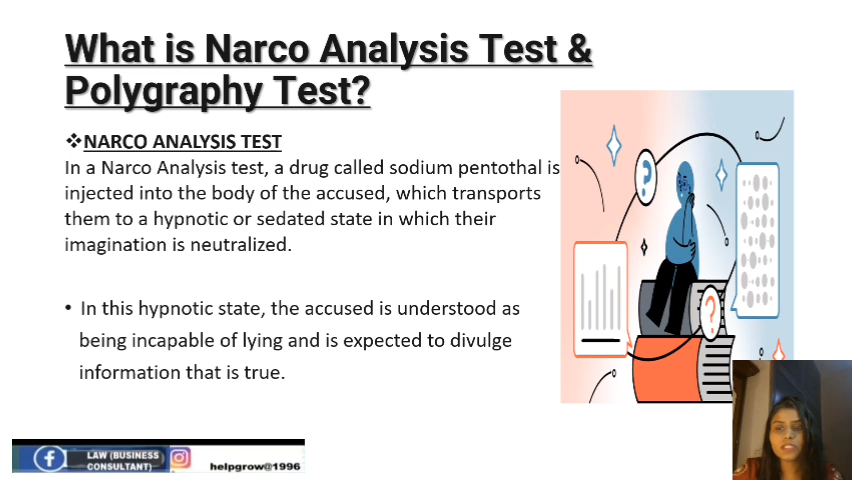 What is Narco Analysis Test &
Polygraphy Test?
❖NARCO ANALYSIS TEST
In a Narco Analysis test, a drug called sodium pentothal is
injected into the body of the accused, which transports
them to a hypnotic or sedated state in which their
imagination is neutralized.
• In this hypnotic state, the accused is understood as
being incapable of lying and is expected to divulge
information that is true.
?
?
f
LAW (BUSINESS
CONSULTANT)
helpgrow@1996